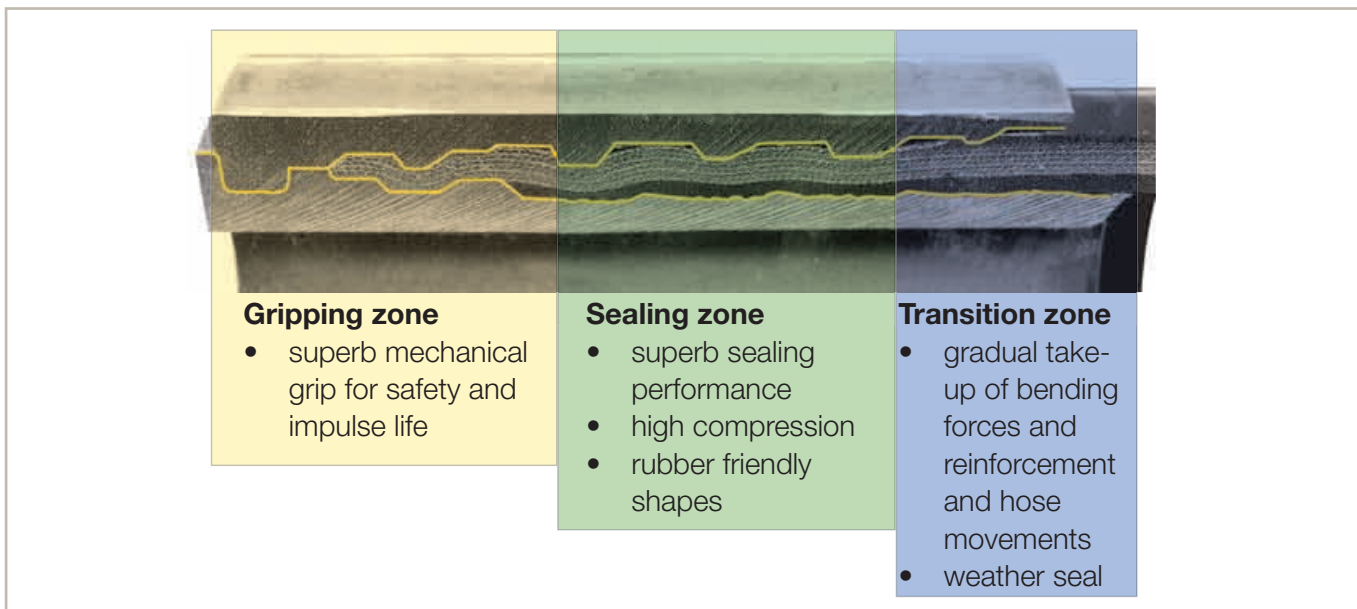 Gripping zone
• superb mechanical
grip for safety and
impulse life
Sealing zone
• superb sealing
performance
• high compression
• rubber friendly
shapes
Transition zone
• gradual take-
up of bending
forces and
reinforcement
and hose
movements
• weather seal